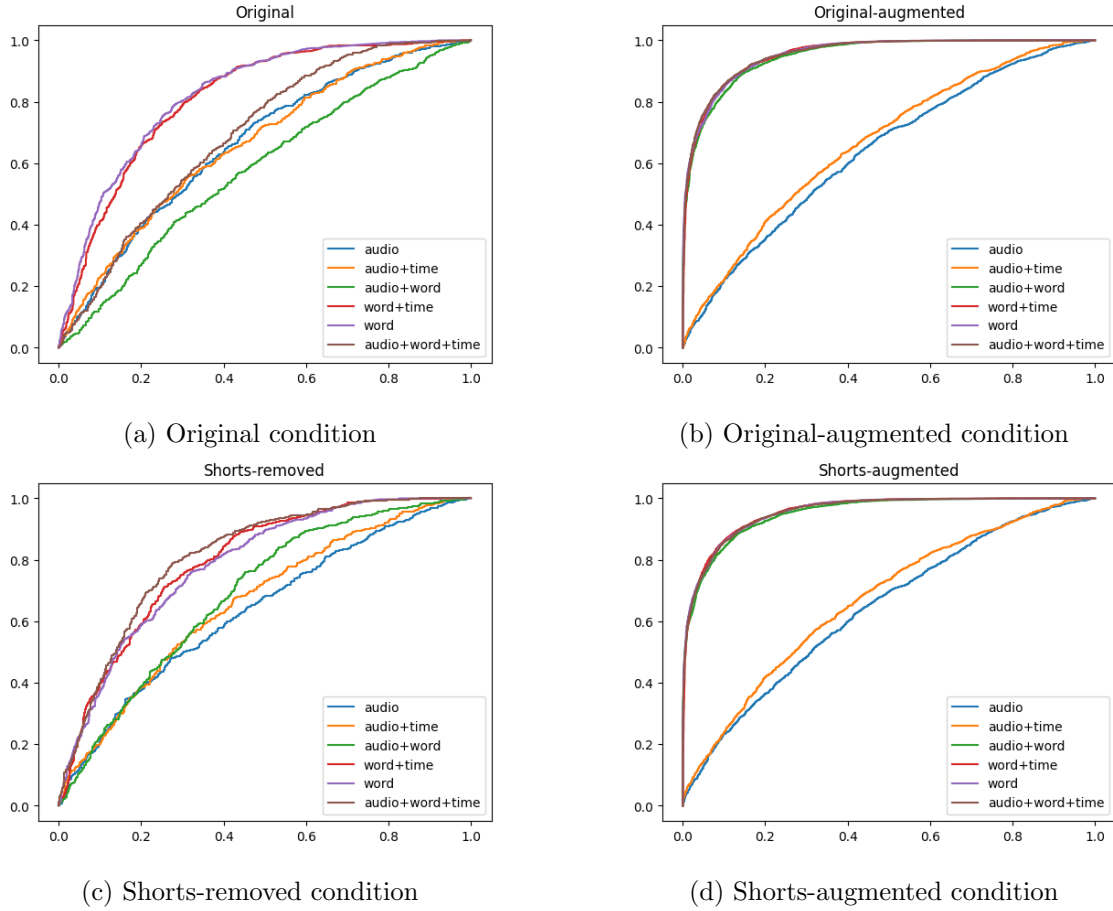 Original
1.0
0.8
0.6
0.4
0.2
0.0
0.0 0.2 0.4 0.6 0.8 1.0
audio
audio+time
audio+word
word+time
word
audio+word+time
(a) Original condition
Original-augmented
1.0
0.8
0.6
0.4
0.2
0.0
0.0 0.2 0.4 0.6 0.8 1.0
audio
audio+time
audio+word
word+time
word
audio+word+time
(b) Original-augmented condition
Shorts-removed
1.0
0.8
0.6
0.4
0.2
0.0
0.0 0.2 0.4 0.6 0.8 1.0
audio
audio+time
audio+word
word+time
word
audio+word+time
(c) Shorts-removed condition
Shorts-augmented
1.0
0.8
0.6
0.4
0.2
0.0
0.0 0.2 0.4 0.6 0.8 1.0
audio
audio+time
audio+word
word+time
word
audio+word+time
(d) Shorts-augmented condition